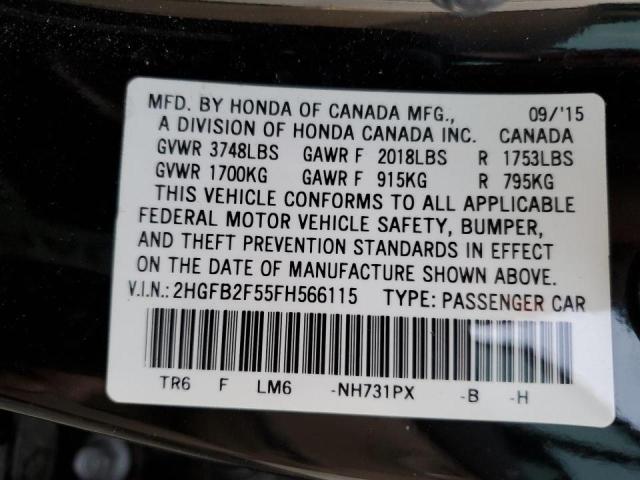 MFD. BY HONDA OF CANADA MFG., 09/'15
A DIVISION OF HONDA CANADA INC. CANADA
GVWR 3748LBS GAWR F 2018LBS R 1753LBS
GVWR 1700KG GAWR F 915KG R 795KG
THIS VEHICLE CONFORMS TO ALL APPLICABLE
FEDERAL MOTOR VEHICLE SAFETY, BUMPER,
AND THEFT PREVENTION STANDARDS IN EFFECT
ON THE DATE OF MANUFACTURE SHOWN ABOVE.
V.I.N.: 2HGFB2F55FH566115 TYPE: PASSENGER CAR
TR6 F LM6 -NH731PX -B -H